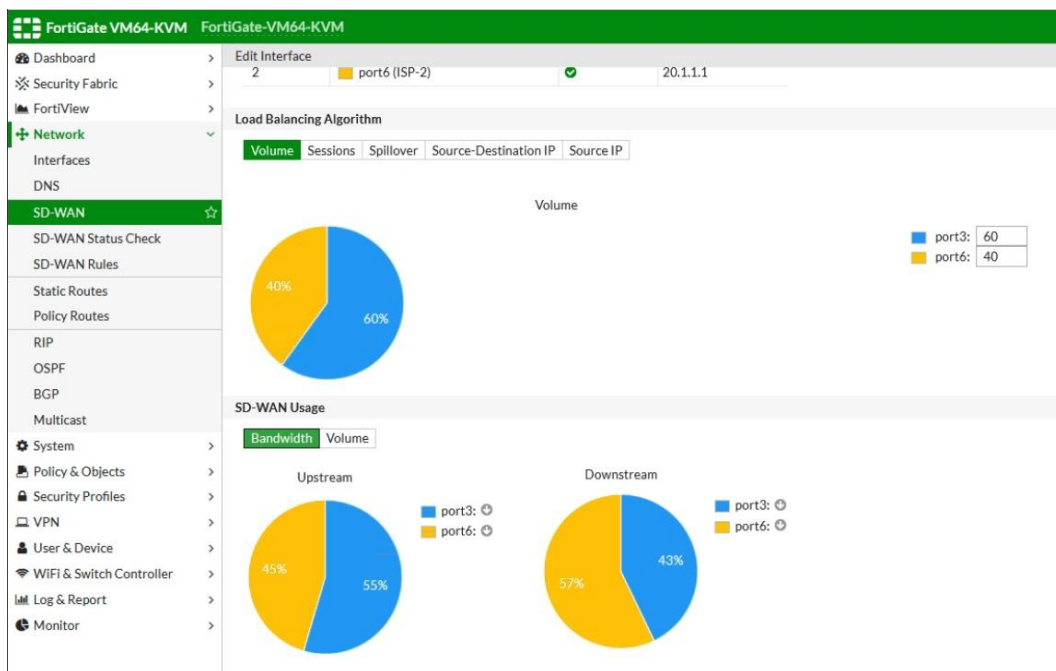 FortiGate VM64-KVM FortiGate-VM64-KVM
Dashboard
Security Fabric
FortiView
Network
Interfaces
DNS
SD-WAN
SD-WAN Status Check
SD-WAN Rules
Static Routes
Policy Routes
RIP
OSPF
BGP
Multicast
System
Policy & Objects
Security Profiles
VPN
User & Device
WiFi & Switch Controller
Log & Report
Monitor
Edit Interface
2 port6 (ISP-2) 20.1.1.1
Load Balancing Algorithm
Volume Sessions Spillover Source-Destination IP Source IP
Volume
40%
60%
port3: 60
port6: 40
SD-WAN Usage
Bandwidth Volume
Upstream
45%
55%
port3:
port6:
Downstream
43%
57%
port3:
port6: